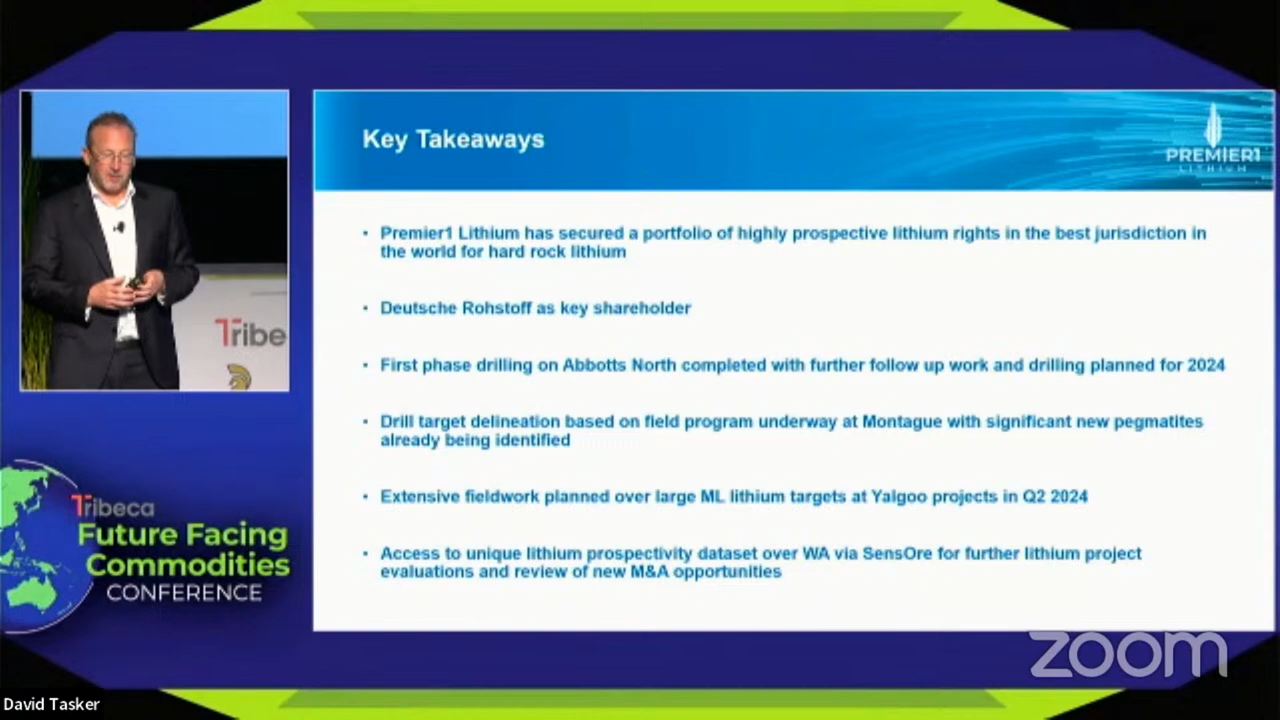 Key Takeaways
PREMIER1
LITHIUM
• Premier1 Lithium has secured a portfolio of highly prospective lithium rights in the best jurisdiction in
the world for hard rock lithium
• Deutsche Rohstoff as key shareholder
• First phase drilling on Abbotts North completed with further follow up work and drilling planned for 2024
• Drill target delineation based on field program underway at Montague with significant new pegmatites
already being identified
• Extensive fieldwork planned over large ML lithium targets at Yalgoo projects in Q2 2024
• Access to unique lithium prospectivity dataset over WA via SensOre for further lithium project
evaluations and review of new M&A opportunities
Tribe
Tribeca
Future Facing
Commodities
CONFERENCE
zoom
David Tasker